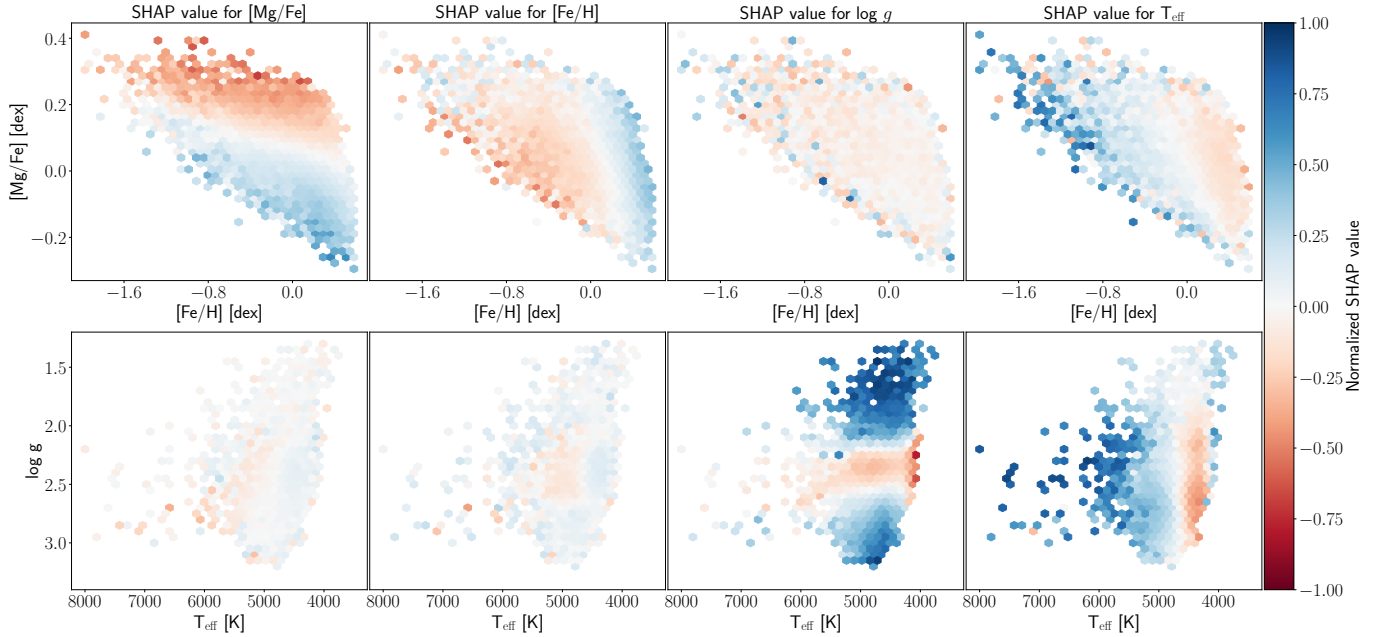 SHAP value for [Mg/Fe]
SHAP value for [Fe/H]
SHAP value for log g
SHAP value for T_eff
[Mg/Fe] [dex]
0.4
0.2
0.0
−0.2
−1.6 −0.8 0.0
−1.6 −0.8 0.0
−1.6 −0.8 0.0
−1.6 −0.8 0.0
[Fe/H] [dex]
[Fe/H] [dex]
[Fe/H] [dex]
[Fe/H] [dex]
log g
1.5
2.0
2.5
3.0
8000 7000 6000 5000 4000
8000 7000 6000 5000 4000
8000 7000 6000 5000 4000
8000 7000 6000 5000 4000
T_eff [K]
T_eff [K]
T_eff [K]
T_eff [K]
1.00
0.75
0.50
0.25
0.00
−0.25
−0.50
−0.75
−1.00
Normalized SHAP value